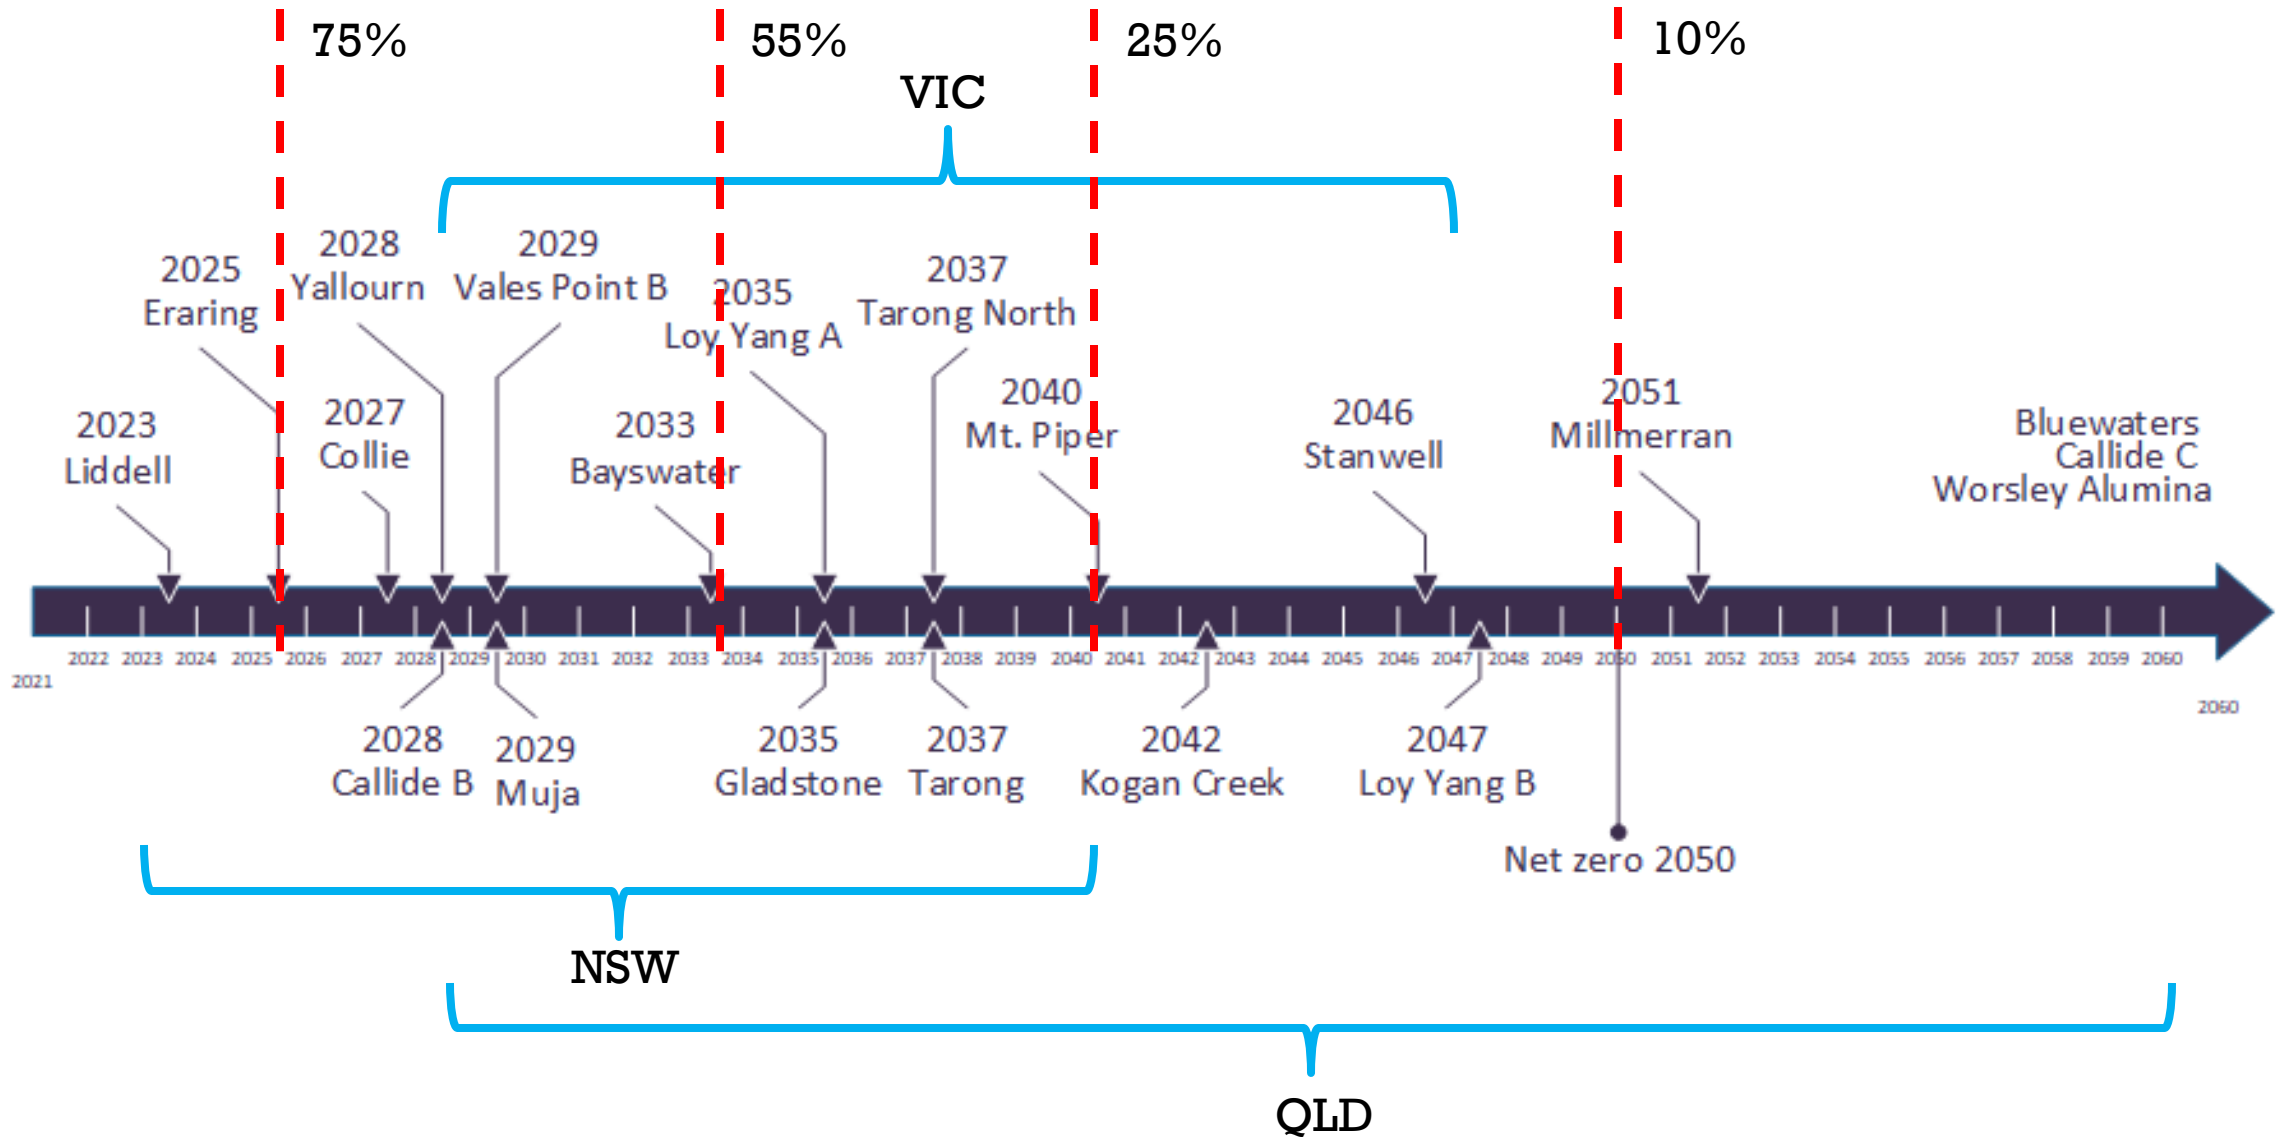 75%
55%
25%
10%
VIC
2025
Eraring
2028
Yallourn
2029
Vales Point B
2035
Loy Yang A
2037
Tarong North
2023
Liddell
2027
Collie
2033
Bayswater
2040
Mt. Piper
2046
Stanwell
2051
Millmerran
Bluewaters
Callide C
Worsley Alumina
2022 2023 2024 2025 2026 2027 2028 2029 2030 2031 2032 2033 2034 2035 2036 2037 2038 2039 2040 2041 2042 2043 2044 2045 2046 2047 2048 2049 2050 2051 2052 2053 2054 2055 2056 2057 2058 2059 2060
2021
2060
2028
Callide B
2029
Muja
2035
Gladstone
2037
Tarong
2042
Kogan Creek
2047
Loy Yang B
Net zero 2050
NSW
QLD